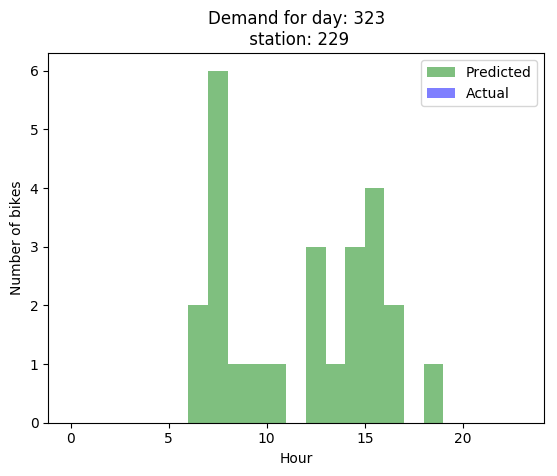 Demand for day: 323
station: 229
Predicted
Actual
6
5
4
3
2
1
0
Number of bikes
0 5 10 15 20
Hour